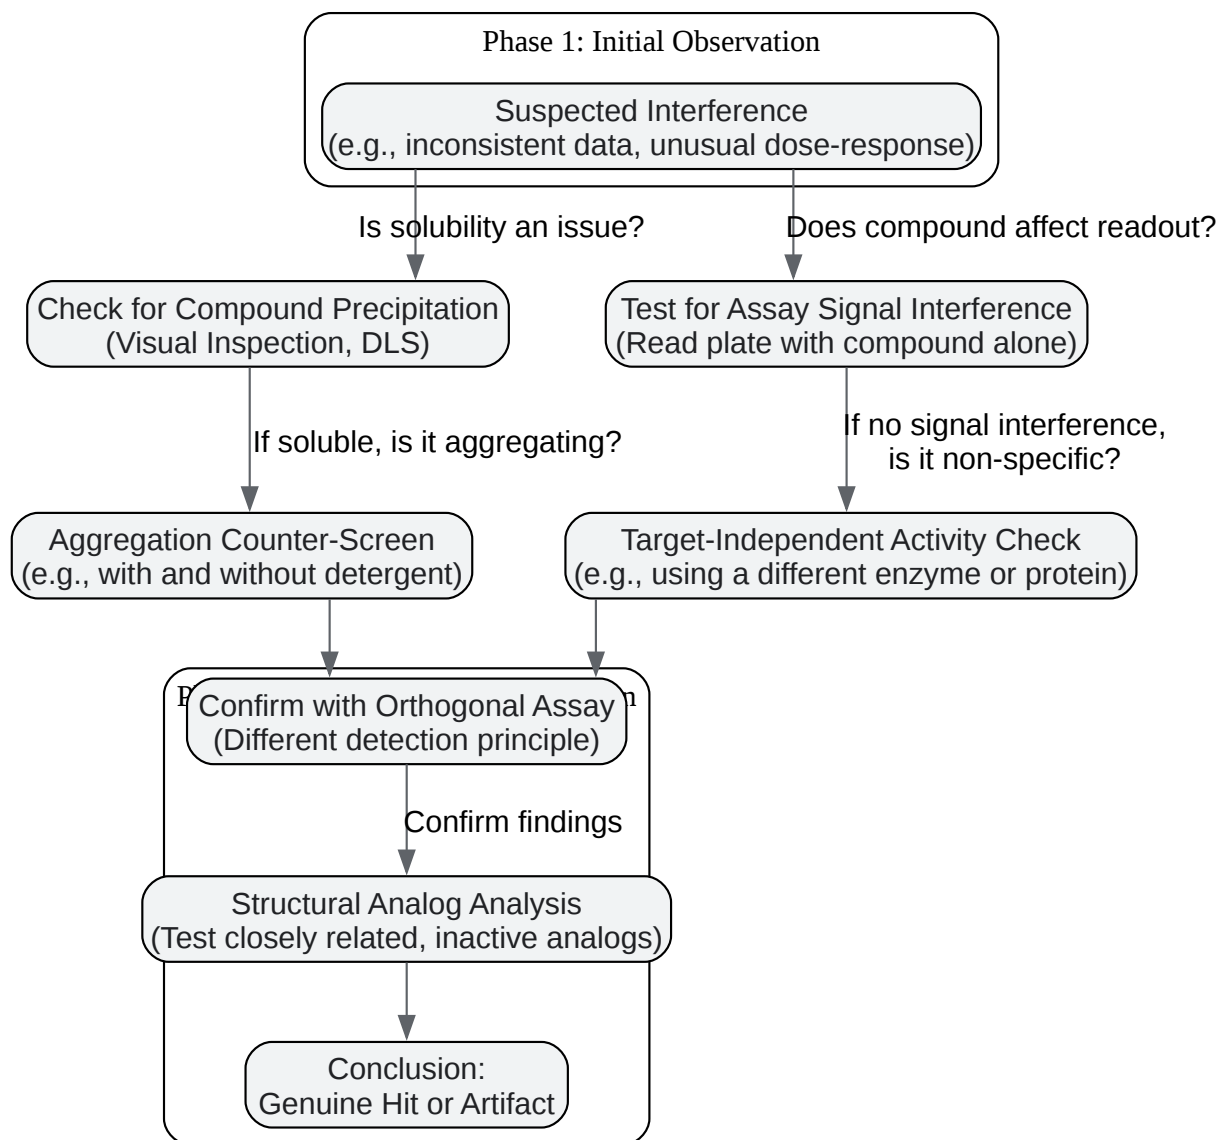 Phase 1: Initial Observation
Suspected Interference
(e.g., inconsistent data, unusual dose-response)
Is solubility an issue?
Does compound affect readout?
Check for Compound Precipitation
(Visual Inspection, DLS)
Test for Assay Signal Interference
(Read plate with compound alone)
If soluble, is it aggregating?
If no signal interference,
is it non-specific?
Aggregation Counter-Screen
(e.g., with and without detergent)
Target-Independent Activity Check
(e.g., using a different enzyme or protein)
Confirm with Orthogonal Assay
(Different detection principle)
Confirm findings
Structural Analog Analysis
(Test closely related, inactive analogs)
Conclusion:
Genuine Hit or Artifact